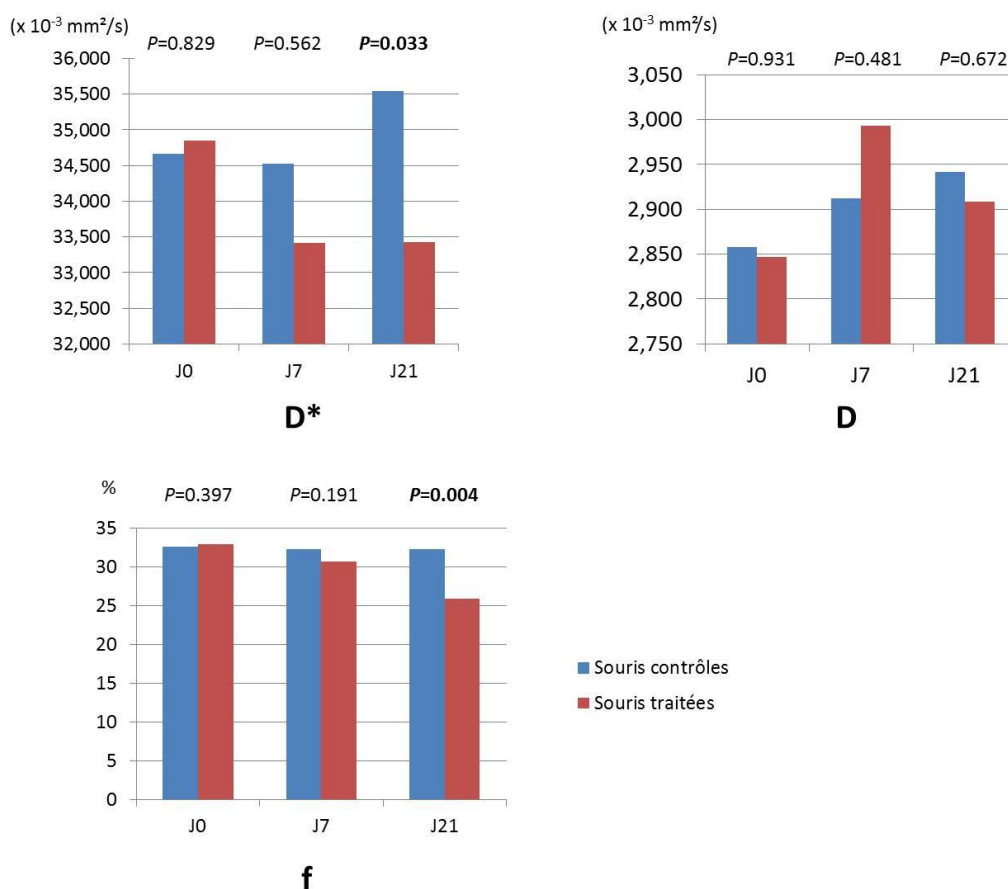 (x 10⁻³ mm²/s)
P=0.829 P=0.562 P=0.033
36,000
35,500
35,000
34,500
34,000
33,500
33,000
32,500
32,000
J0 J7 J21
D*
(x 10⁻³ mm²/s)
P=0.931 P=0.481 P=0.672
3,050
3,000
2,950
2,900
2,850
2,800
2,750
J0 J7 J21
D
% P=0.397 P=0.191 P=0.004
35
30
25
20
15
10
5
0
J0 J7 J21
f
Souris contrôles
Souris traitées